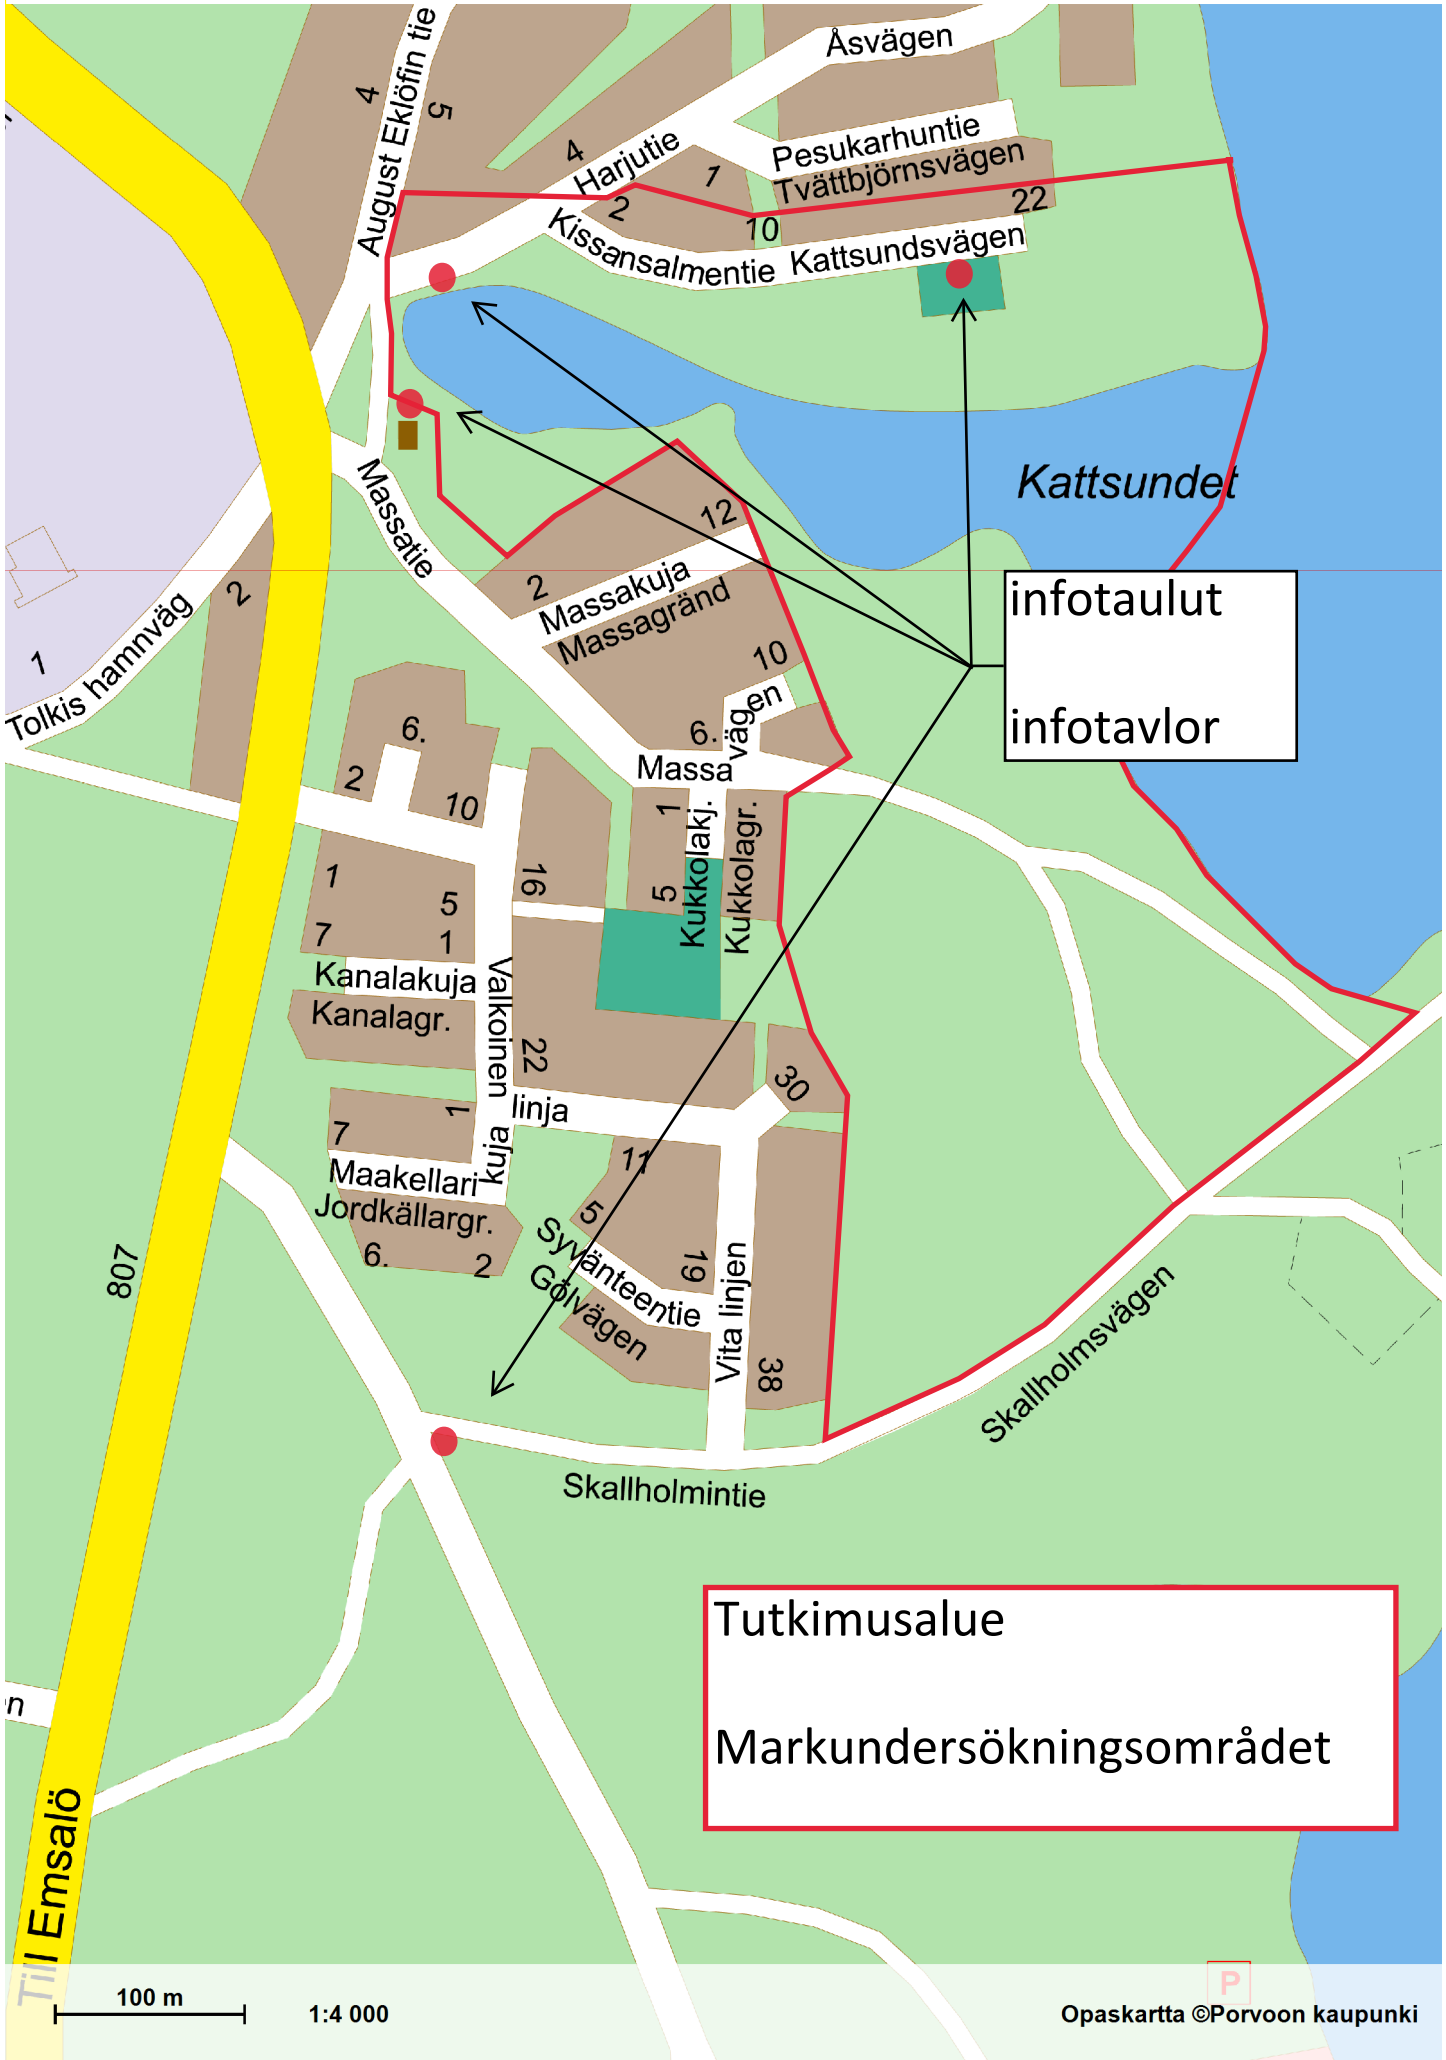 Åsvägen
August Eklöfin tie
4
5
4
Harjutie
1
Pesukarhuntie
Tvättbjörnsvägen
2
10
22
Kissansalmentie
Kattsundsvägen
Kattsundet
Massatie
12
2
Massakuja
Massagränd
10
infotaulut
infotavlor
2
1
Tolkis hamnväg
6.
2
10
6.
Massa
vägen
1
5
Kukkolakj.
Kukkolagr.
16
1
5
7
1
Kanalakuja
Kanalagr.
Valkoinen linja
22
30
1
7
Maakellari
kuja
Jordkällargr.
6.
2
11
5
Syvänteentie
Gölvägen
19
Vita linjen
38
807
Skallholmsvägen
Skallholmintie
Tutkimusalue
Markundersökningsområdet
n
Till Emsalö
P
100 m
1:4 000
Opaskartta ©Porvoon kaupunki